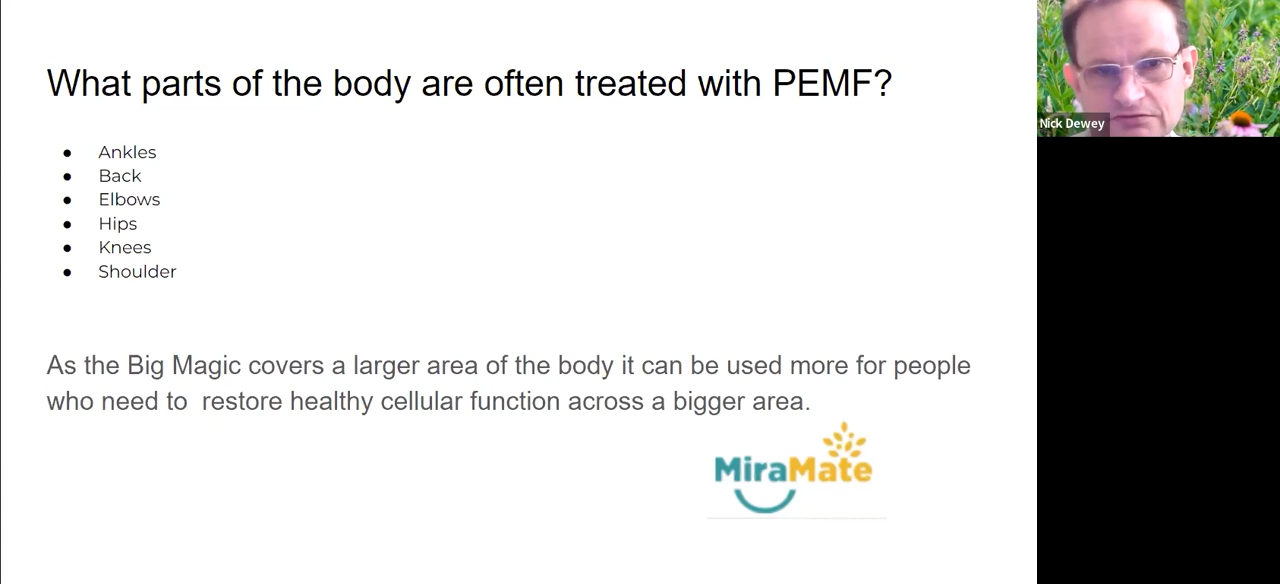 What parts of the body are often treated with PEMF?
● Ankles
● Back
● Elbows
● Hips
● Knees
● Shoulder
As the Big Magic covers a larger area of the body it can be used more for people
who need to  restore healthy cellular function across a bigger area.
MiraMate
Nick Dewey